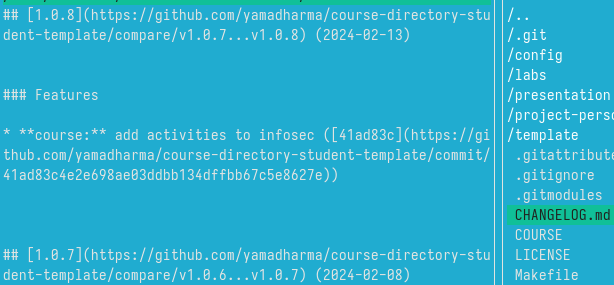 ## [1.0.8](https://github.com/yamadharma/course-directory-stu
dent-template/compare/v1.0.7...v1.0.8) (2024-02-13)
### Features
* **course:** add activities to infosec ([41ad83c](https://gi
thub.com/yamadharma/course-directory-student-template/commit/
41ad83c4e2e698ae03ddbb134dffbb67c5e8627e))
## [1.0.7](https://github.com/yamadharma/course-directory-stu
dent-template/compare/v1.0.6...v1.0.7) (2024-02-08)
/..
/.git
/config
/labs
/presentation
/project-pers
/template
.gitattribut
.gitignore
.gitmodules
CHANGELOG.md
COURSE
LICENSE
Makefile